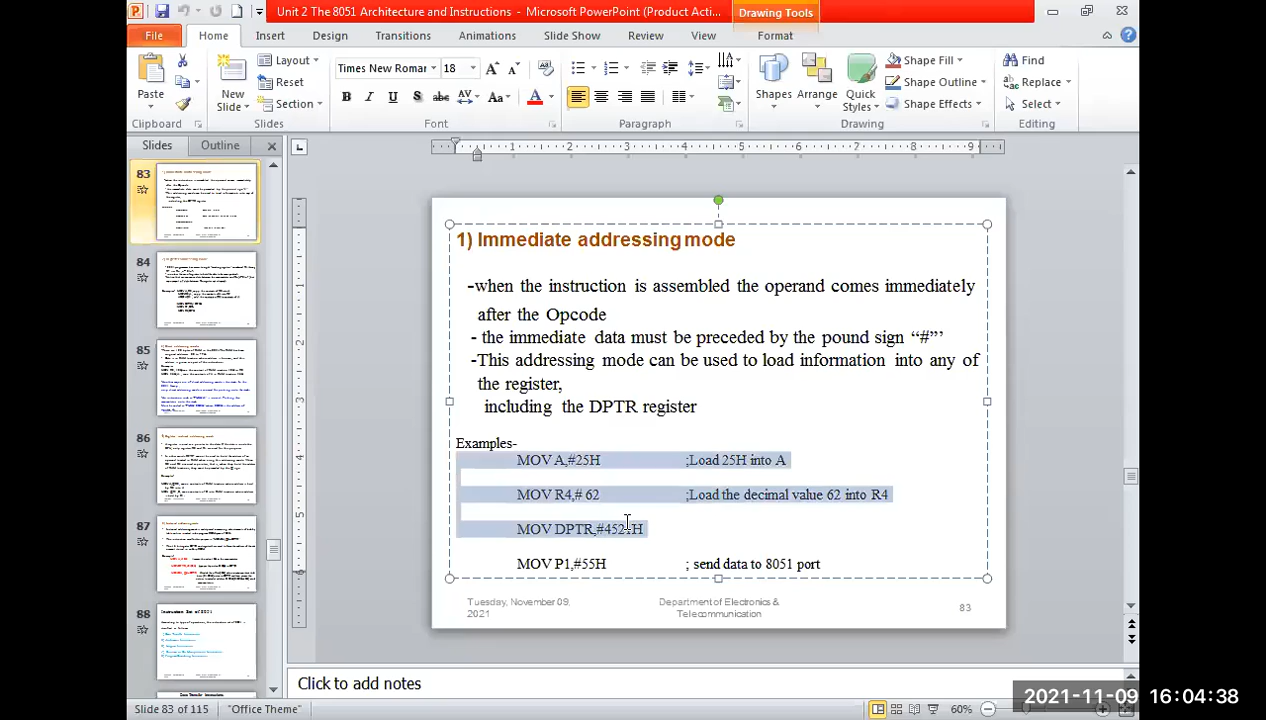 Unit 2 The 8051 Architecture and Instructions - Microsoft PowerPoint (Product Acti...
Drawing Tools
File Home Insert Design Transitions Animations Slide Show Review View Format
Paste
Clipboard
New
Slide
Layout
Reset
Section
Slides
Times New Romar 18
Font
Paragraph
Shapes Arrange Quick
Styles
Shape Fill
Shape Outline
Shape Effects
Drawing
Find
Replace
Select
Editing
Slides Outline
83
84
85
86
87
88
1) Immediate addressing mode
-when the instruction is assembled the operand comes immediately
after the Opcode
- the immediate data must be preceded by the pound sign “#”’
-This addressing mode can be used to load information into any of
the register,
including the DPTR register
Examples-
MOV A,#25H ;Load 25H into A
MOV R4,# 62 ;Load the decimal value 62 into R4
MOV DPTR,#4521H
MOV P1,#55H ; send data to 8051 port
Tuesday, November 09,
2021
Department of Electronics &
Telecommunication
83
Click to add notes
Slide 83 of 115 "Office Theme" 60%
2021-11-09 16:04:38